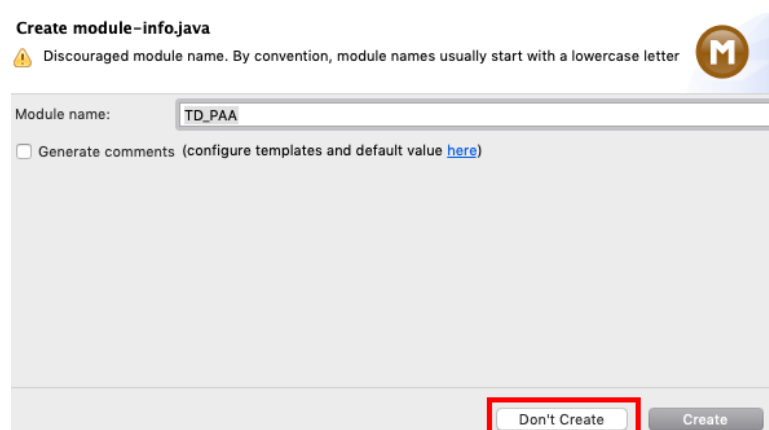 Create module-info.java
Discouraged module name. By convention, module names usually start with a lowercase letter
M
Module name: TD_PAA
Generate comments (configure templates and default value here)
Don't Create Create